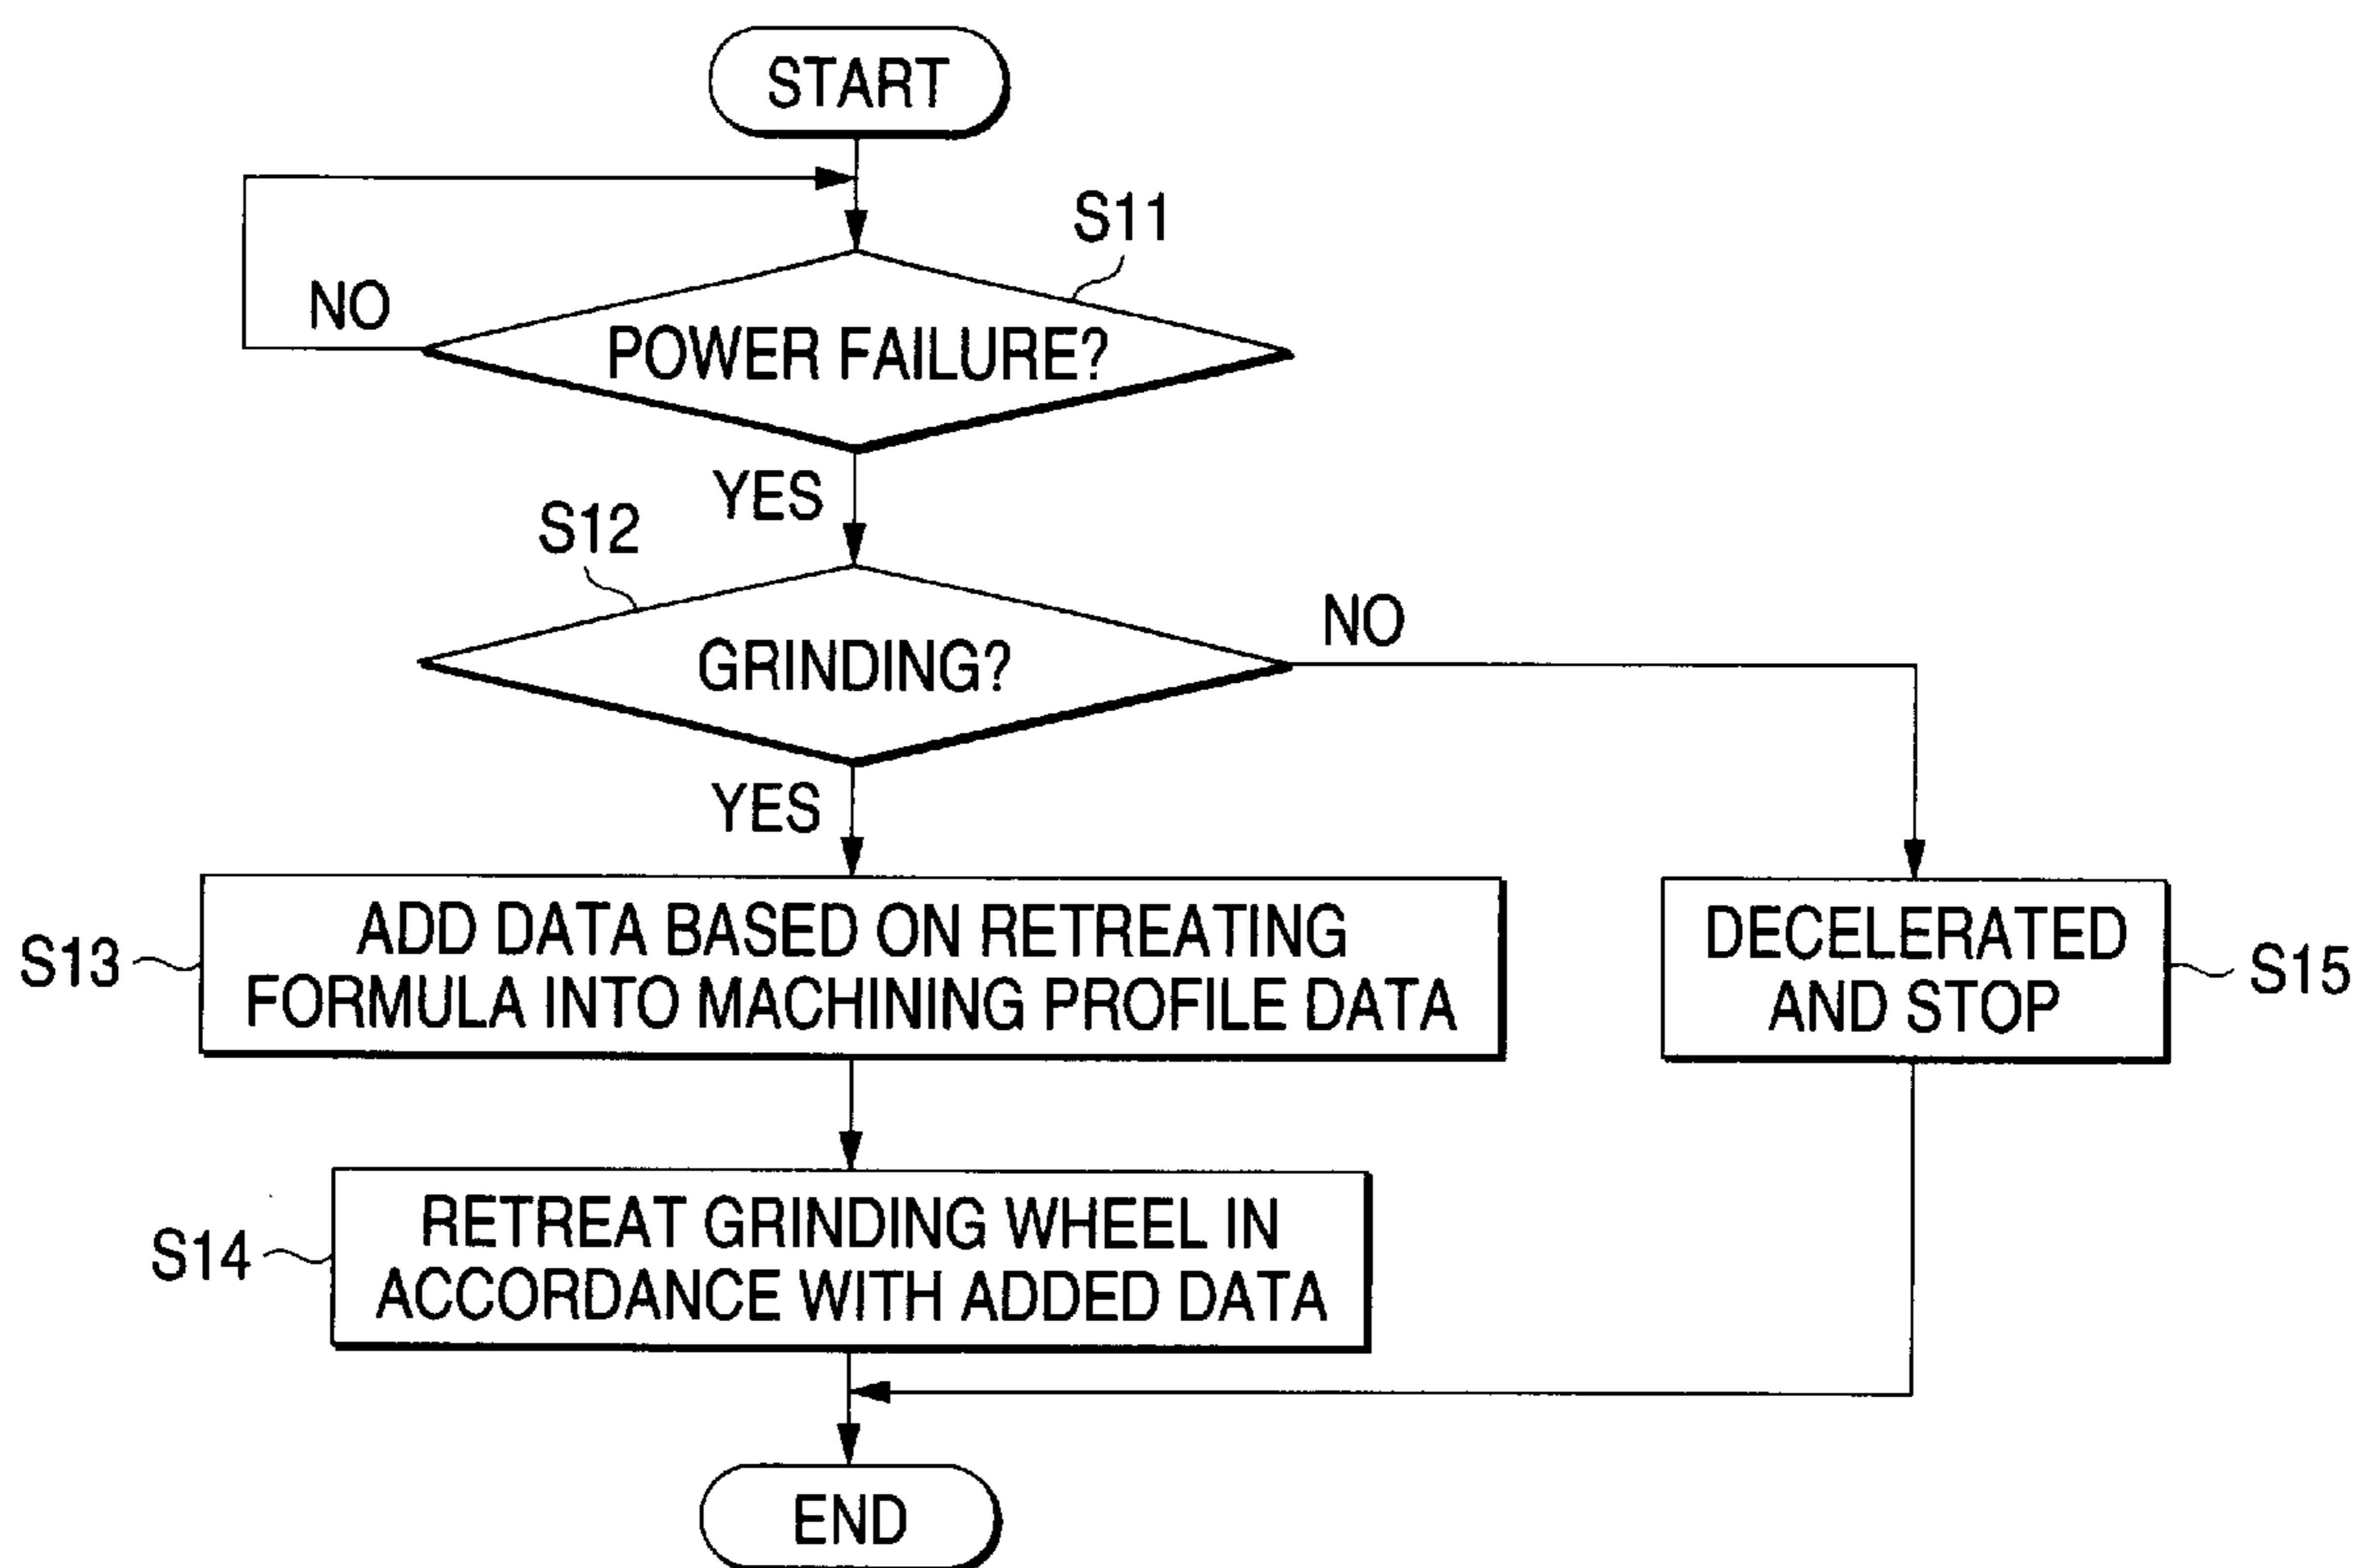 START
S11
NO
POWER FAILURE?
YES
S12
NO
GRINDING?
YES
S13
ADD DATA BASED ON RETREATING
FORMULA INTO MACHINING PROFILE DATA
DECELERATED
AND STOP
S15
S14
RETREAT GRINDING WHEEL IN
ACCORDANCE WITH ADDED DATA
END